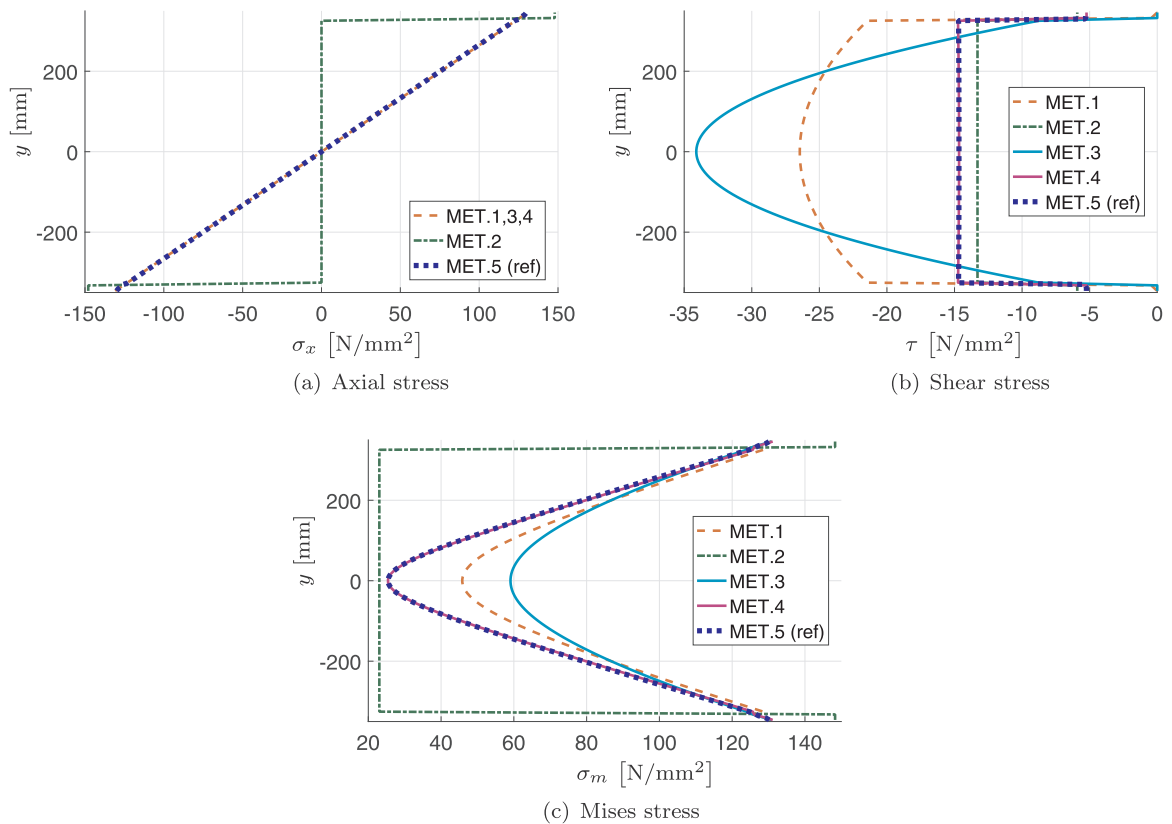 y [mm]
200
0
-200
-150
-100
-50
0
50
100
150
σx [N/mm²]
MET.1,3,4
MET.2
MET.5 (ref)
(a) Axial stress
y [mm]
200
0
-200
-35
-30
-25
-20
-15
-10
-5
0
τ [N/mm²]
MET.1
MET.2
MET.3
MET.4
MET.5 (ref)
(b) Shear stress
y [mm]
200
0
-200
20
40
60
80
100
120
140
σm [N/mm²]
MET.1
MET.2
MET.3
MET.4
MET.5 (ref)
(c) Mises stress